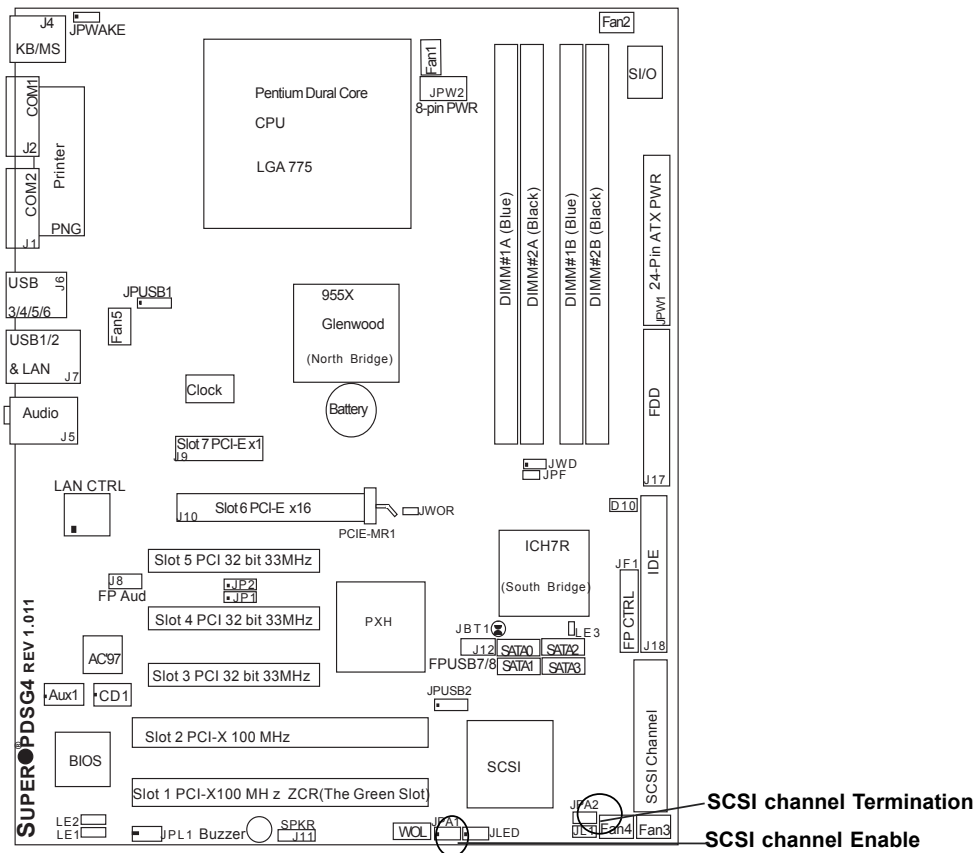 J4
KB/MS
JPWAKE
Fan2
Fan1
JPW2
8-pin PWR
SI/O
Pentium Dural Core
CPU
LGA 775
COM1
J2
Printer
COM2
J1
PNG
DIMM#1A (Blue)
DIMM#2A (Black)
DIMM#1B (Blue)
DIMM#2B (Black)
24-Pin ATX PWR
JPW1
USB
J6
3/4/5/6
JPUSB1
Fan5
USB1/2
& LAN
J7
955X
Glenwood
(North Bridge)
Clock
Battery
Audio
J5
FDD
J17
Slot 7 PCI-E x1
J9
JWD
JPF
LAN CTRL
Slot6 PCI-E x16
J10
JWOR
PCIE-MR1
D10
ICH7R
(South Bridge)
JF1
IDE
FP CTRL
J18
Slot 5 PCI 32 bit 33MHz
J8
FP Aud
JP2
JP1
Slot 4 PCI 32 bit 33MHz
PXH
JBT1
LE3
J12
SATA0
SATA2
FPUSB7/8
SATA1
SATA3
AC'97
Slot 3 PCI 32 bit 33MHz
Aux1
CD1
JPUSB2
SUPER® PDSG4 REV 1.011
Slot 2 PCI-X 100 MHz
BIOS
SCSI
SCSI Channel
Slot 1 PCI-X100 MH z ZCR(The Green Slot)
JPA2
SCSI channel Termination
LE2
LE1
JPL1
Buzzer
SPKR
J11
WOL
JPA1
JLED
JL1
Fan4
Fan3
SCSI channel Enable